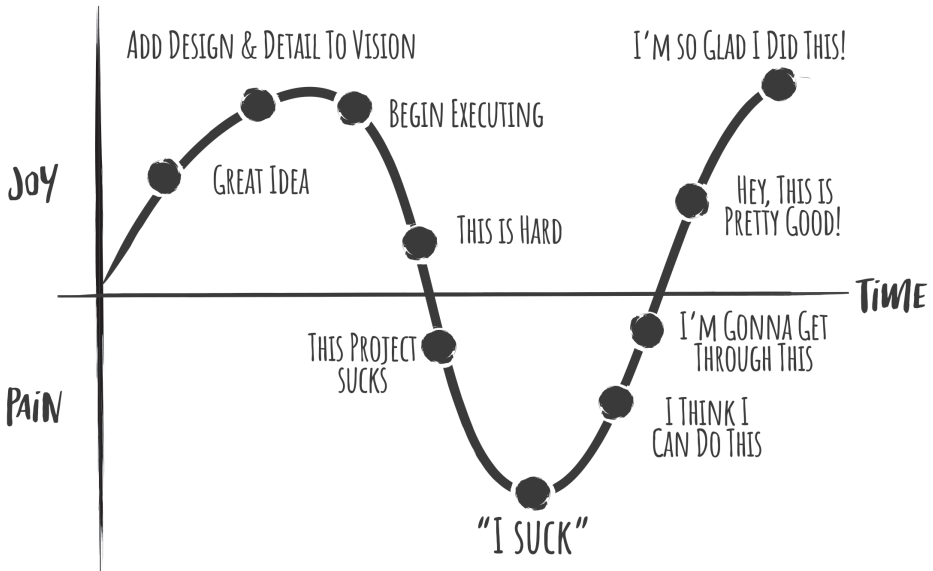 Add Design & Detail To Vision
I'm so Glad I Did This!
Begin Executing
Joy
Great Idea
Hey, This is
Pretty Good!
This is Hard
Time
I'm Gonna Get
Through This
This Project
sucks
Pain
I Think I
Can Do This
"I suck"